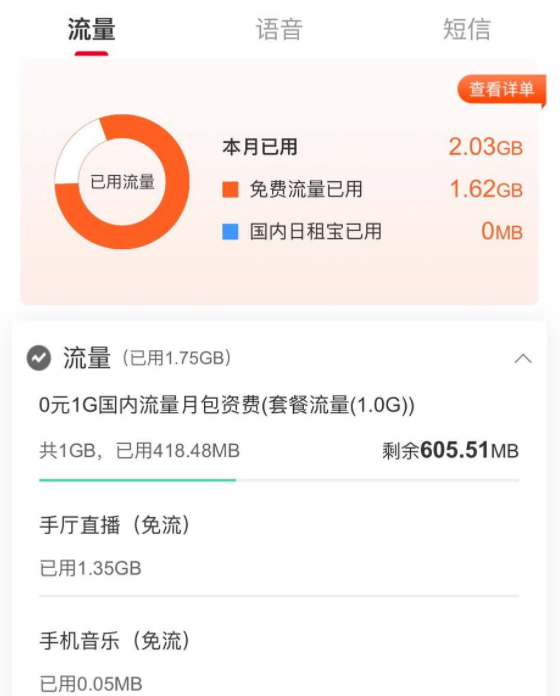 流量 语音 短信
查看详单
已用流量
本月已用 2.03GB
免费流量已用 1.62GB
国内日租宝已用 0MB
流量（已用1.75GB）
0元1G国内流量月包资费(套餐流量(1.0G))
共1GB，已用418.48MB 剩余605.51MB
手厅直播（免流）
已用1.35GB
手机音乐（免流）
已用0.05MB